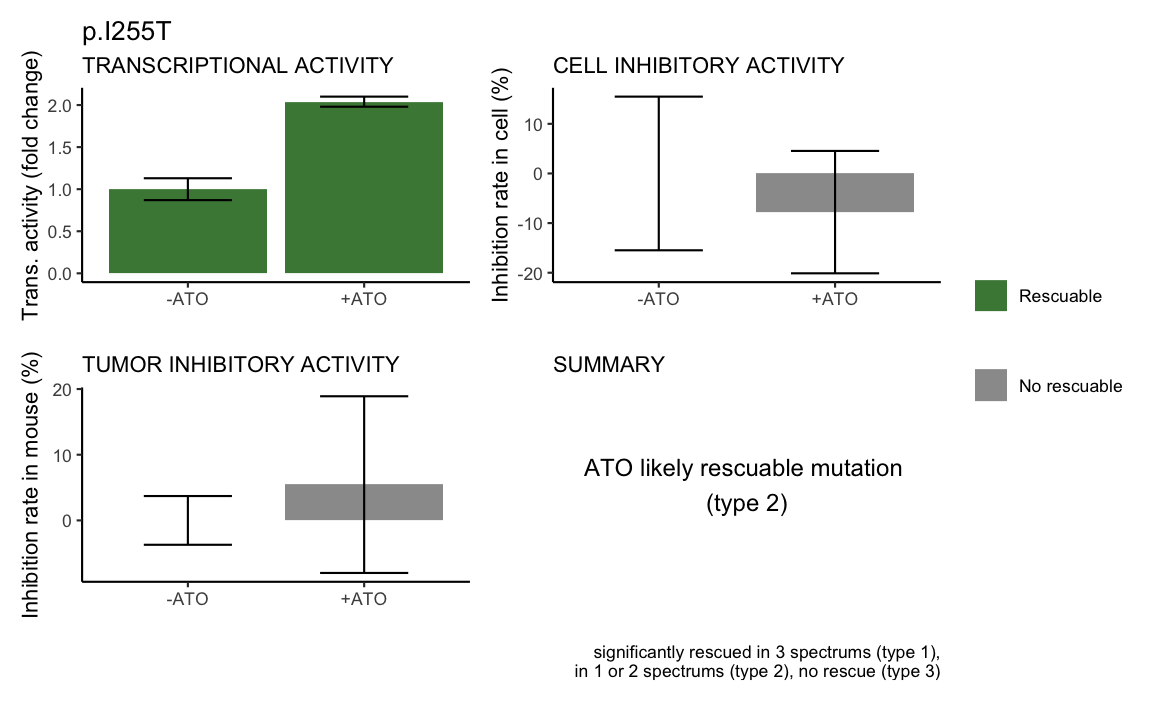 p.I255T
TRANSCRIPTIONAL ACTIVITY
Trans. activity (fold change)
2.0
1.5
1.0
0.5
0.0
-ATO
+ATO
CELL INHIBITORY ACTIVITY
Inhibition rate in cell (%)
10
0
-10
-20
-ATO
+ATO
Rescuable
No rescuable
TUMOR INHIBITORY ACTIVITY
Inhibition rate in mouse (%)
20
10
0
-ATO
+ATO
SUMMARY
ATO likely rescuable mutation
(type 2)
significantly rescued in 3 spectrums (type 1),
in 1 or 2 spectrums (type 2), no rescue (type 3)